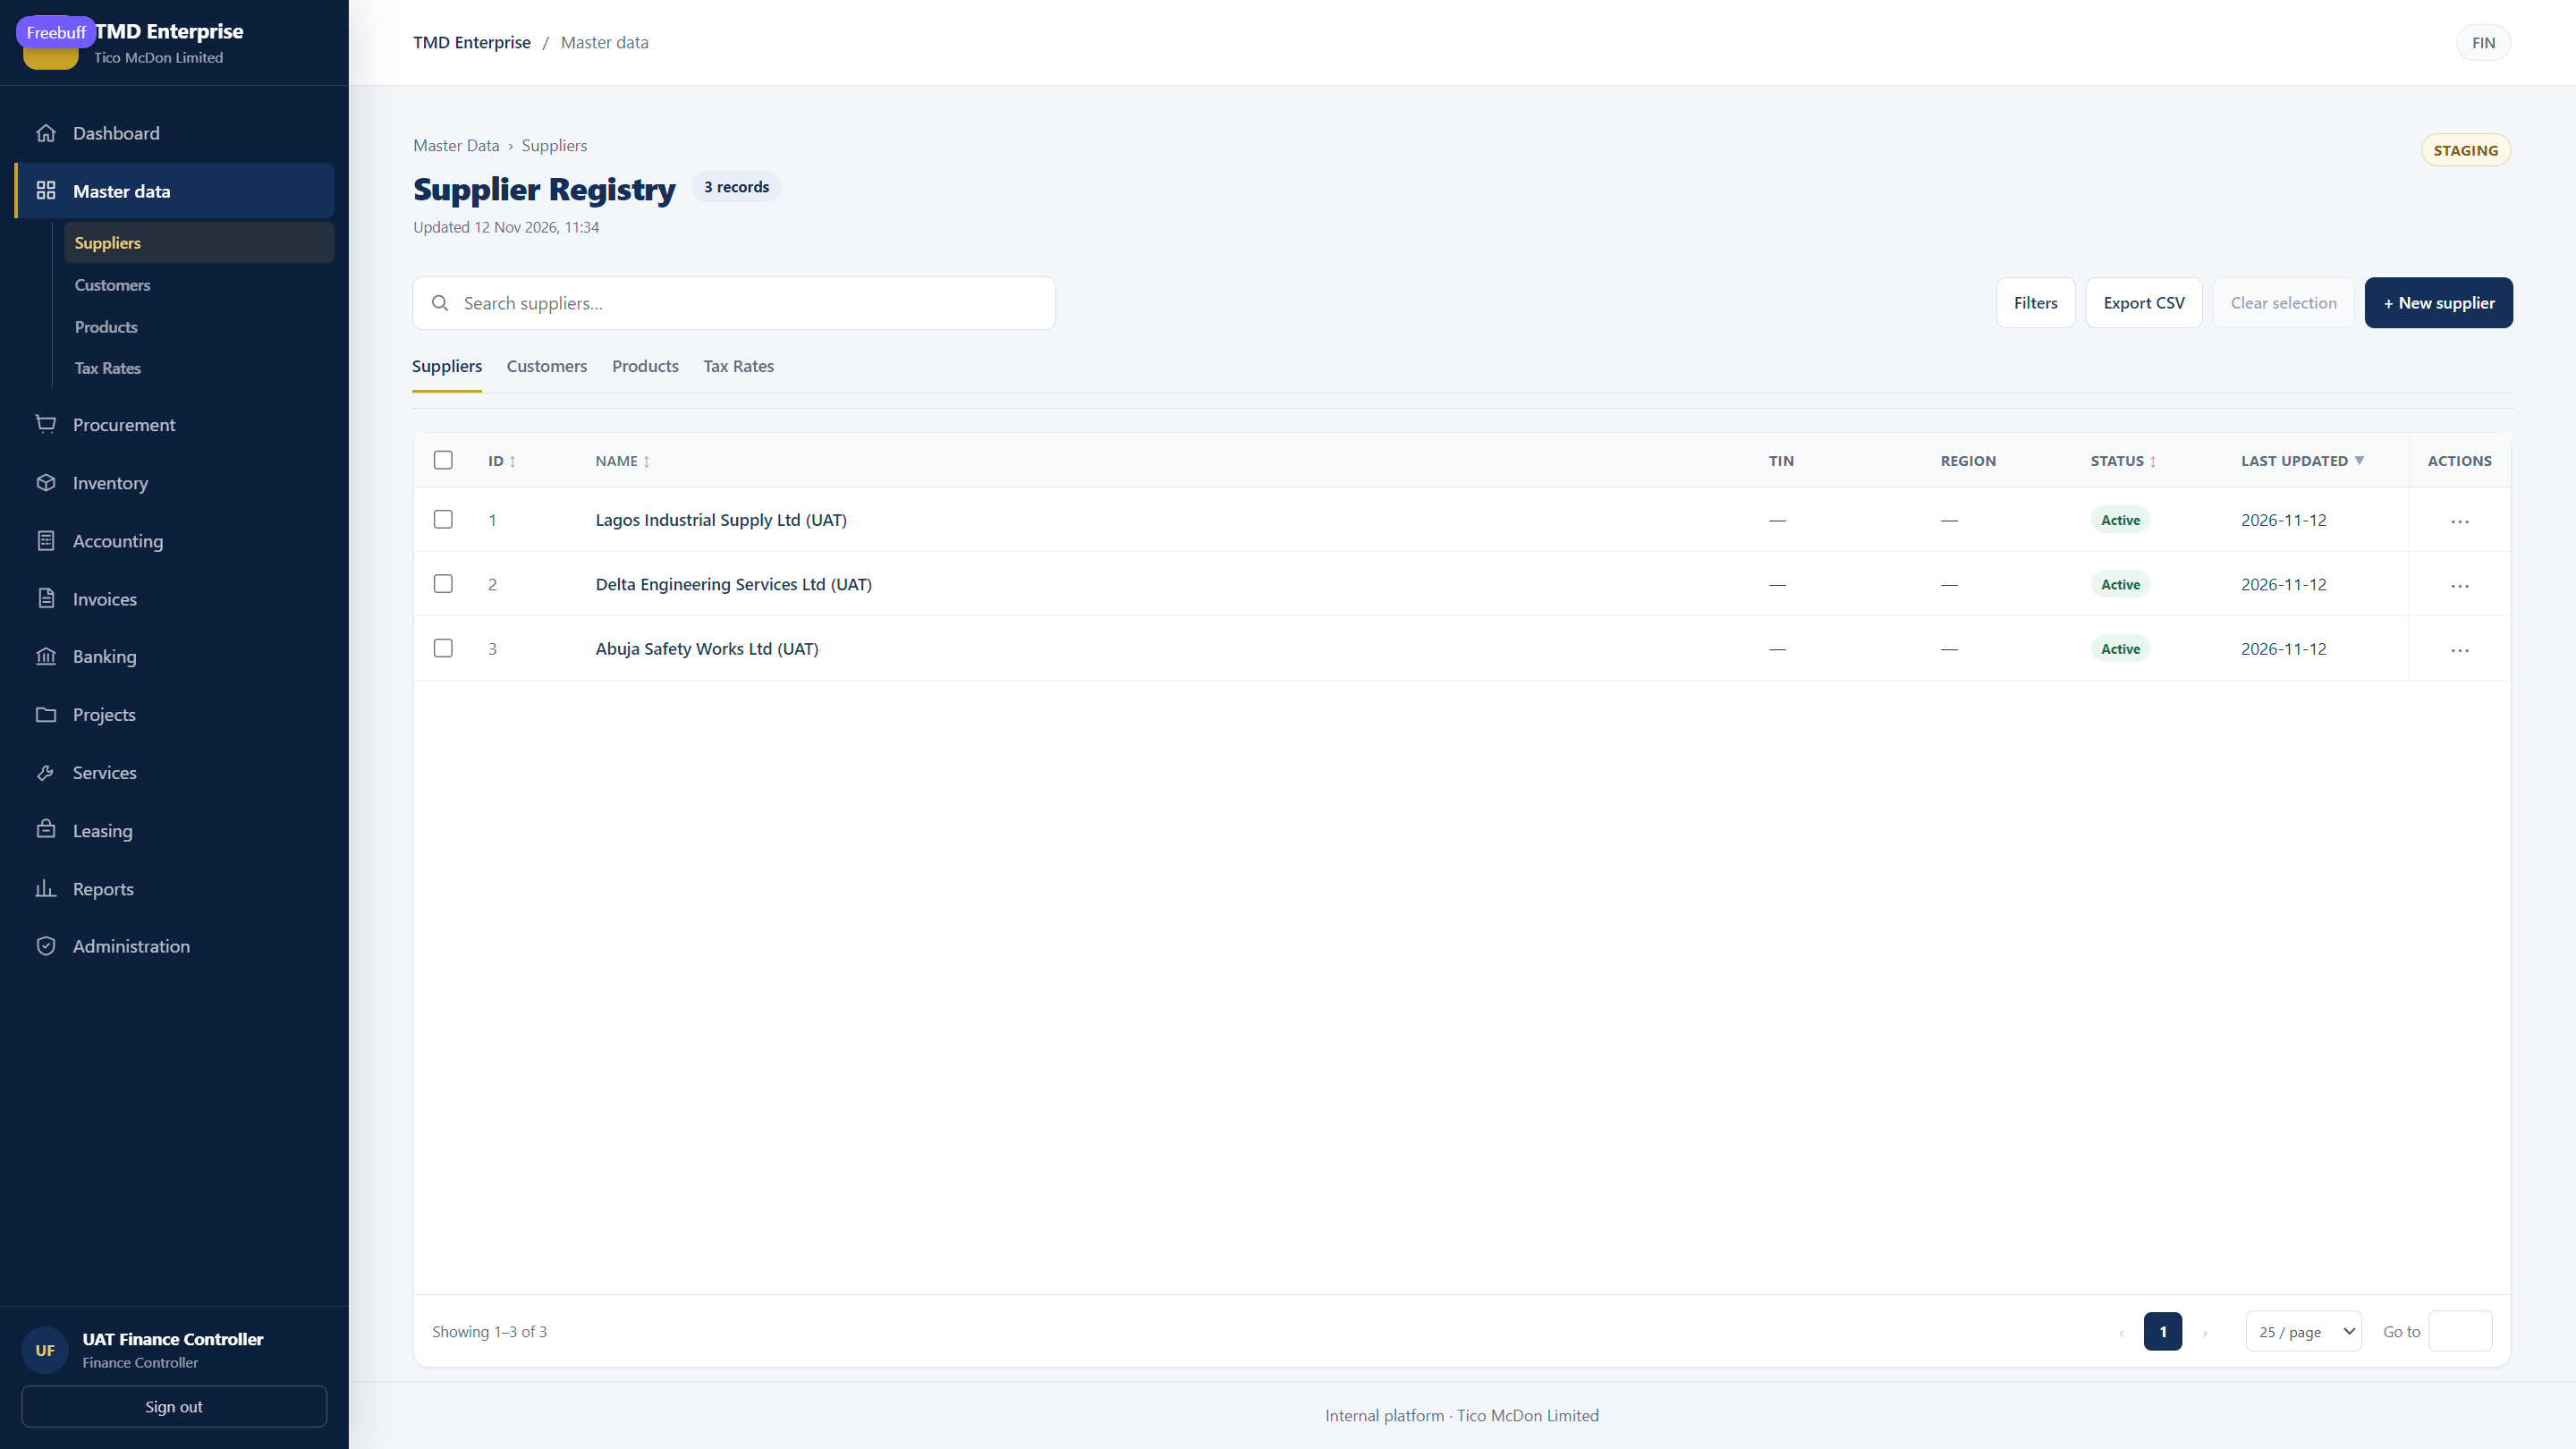 Freebuff
TMD Enterprise
Tico McDon Limited
Dashboard
Master data
Suppliers
Customers
Products
Tax Rates
Procurement
Inventory
Accounting
Invoices
Banking
Projects
Services
Leasing
Reports
Administration
UF
UAT Finance Controller
Finance Controller
Sign out
TMD Enterprise / Master data
FIN
Master Data › Suppliers
STAGING
Supplier Registry 3 records
Updated 12 Nov 2026, 11:34
Search suppliers...
Filters Export CSV Clear selection + New supplier
Suppliers Customers Products Tax Rates
ID NAME TIN REGION STATUS LAST UPDATED ACTIONS
1 Lagos Industrial Supply Ltd (UAT) — — Active 2026-11-12 ...
2 Delta Engineering Services Ltd (UAT) — — Active 2026-11-12 ...
3 Abuja Safety Works Ltd (UAT) — — Active 2026-11-12 ...
Showing 1–3 of 3 ‹ 1 › 25 / page Go to
Internal platform · Tico McDon Limited